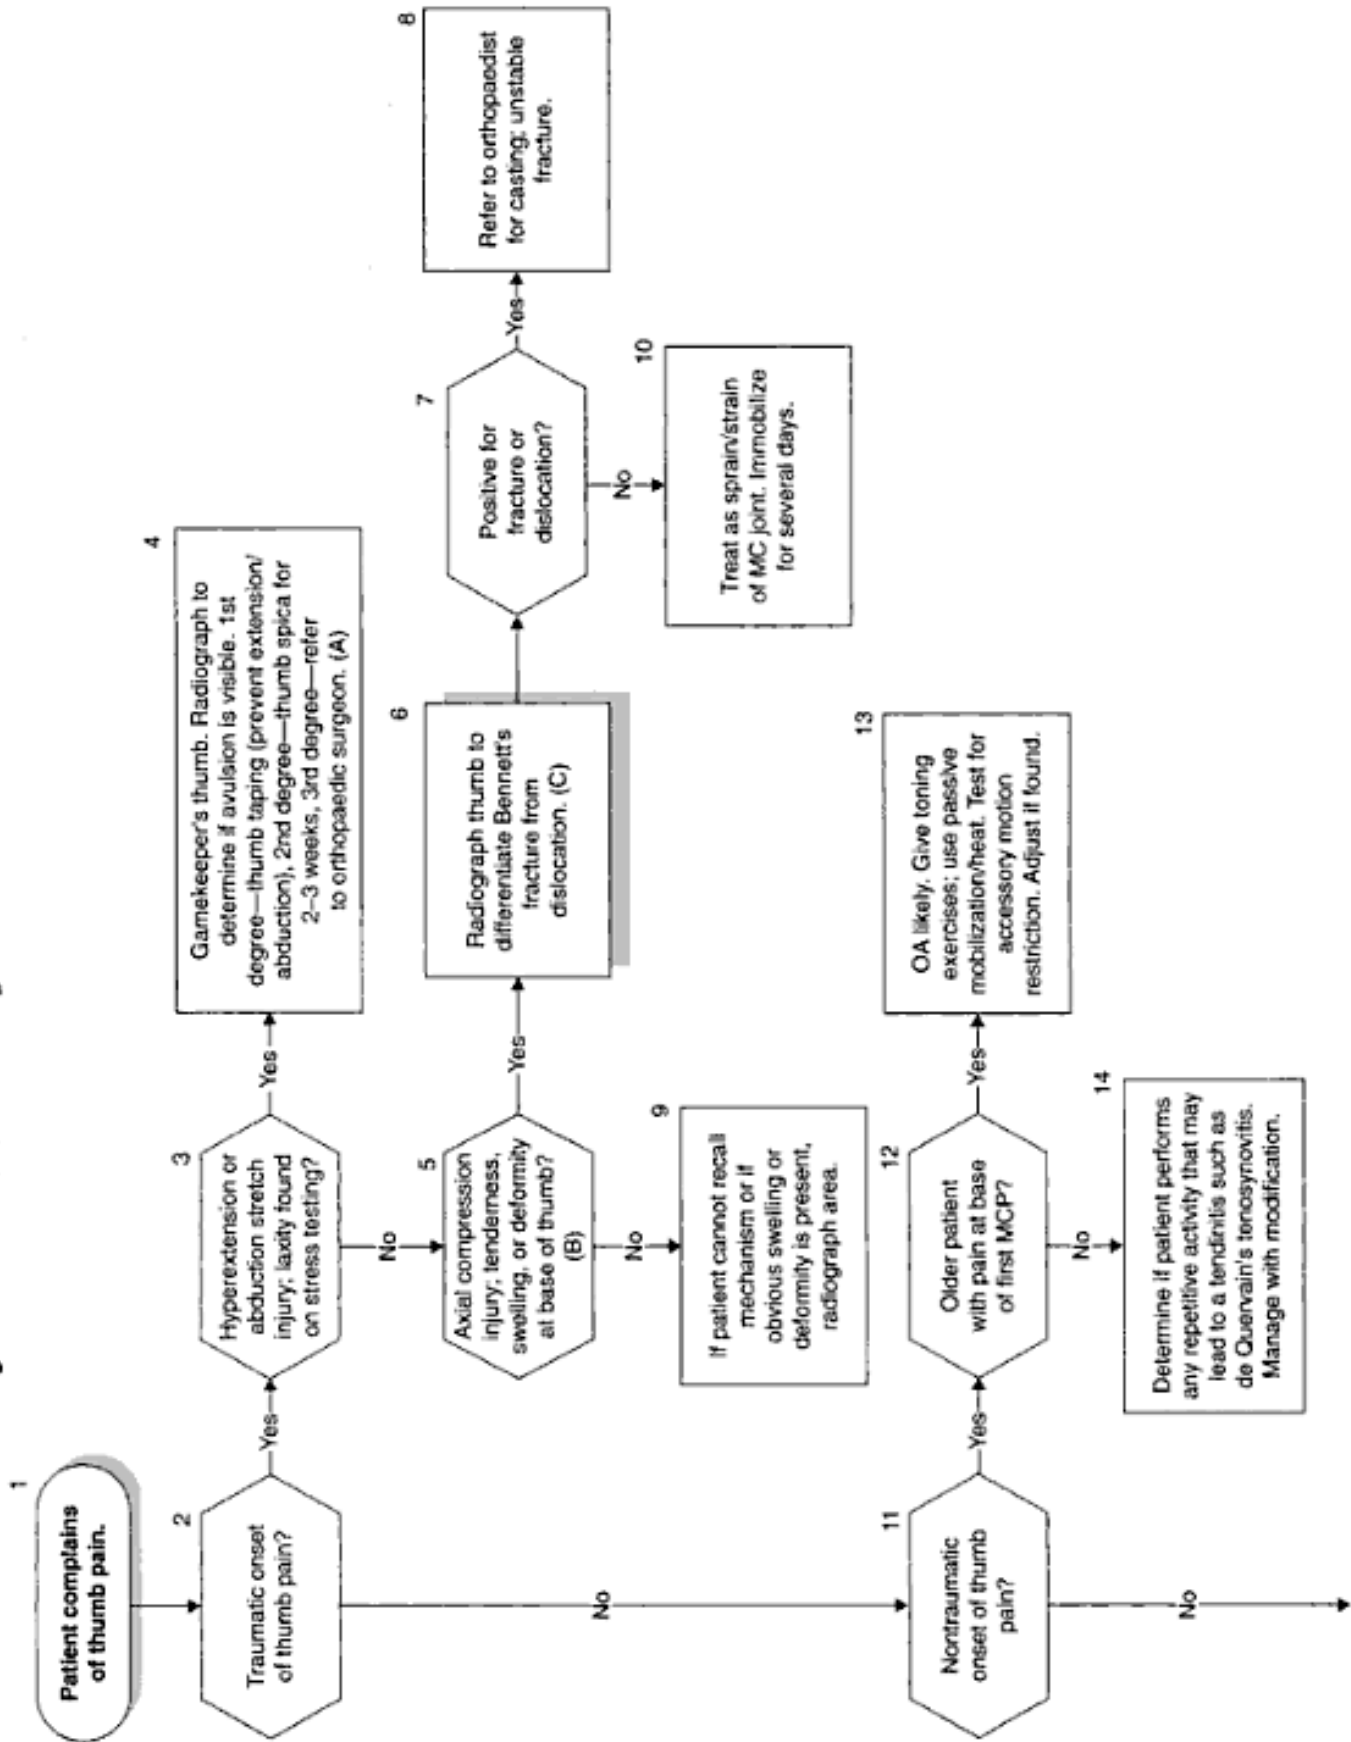 1
Patient complains
of thumb pain.
2
Traumatic onset
of thumb pain?
Yes
No
3
Hyperextension or
abduction stretch
injury; laxity found
on stress testing?
Yes
No
4
Gamekeeper's thumb. Radiograph to
determine if avulsion is visible. 1st
degree—thumb taping (prevent extension/
abduction), 2nd degree—thumb spica for
2–3 weeks, 3rd degree—refer
to orthopaedic surgeon. (A)
5
Axial compression
injury; tenderness,
swelling, or deformity
at base of thumb?
(B)
Yes
No
6
Radiograph thumb to
differentiate Bennett's
fracture from
dislocation. (C)
7
Positive for
fracture or
dislocation?
Yes
No
8
Refer to orthopaedist
for casting; unstable
fracture.
9
If patient cannot recall
mechanism or if
obvious swelling or
deformity is present,
radiograph area.
10
Treat as sprain/strain
of MC joint. Immobilize
for several days.
11
Nontraumatic
onset of thumb
pain?
Yes
No
12
Older patient
with pain at base
of first MCP?
Yes
No
13
OA likely. Give toning
exercises; use passive
mobilization/heat. Test for
accessory motion
restriction. Adjust if found.
14
Determine if patient performs
any repetitive activity that may
lead to a tendinitis such as
de Quervain's tenosynovitis.
Manage with modification.